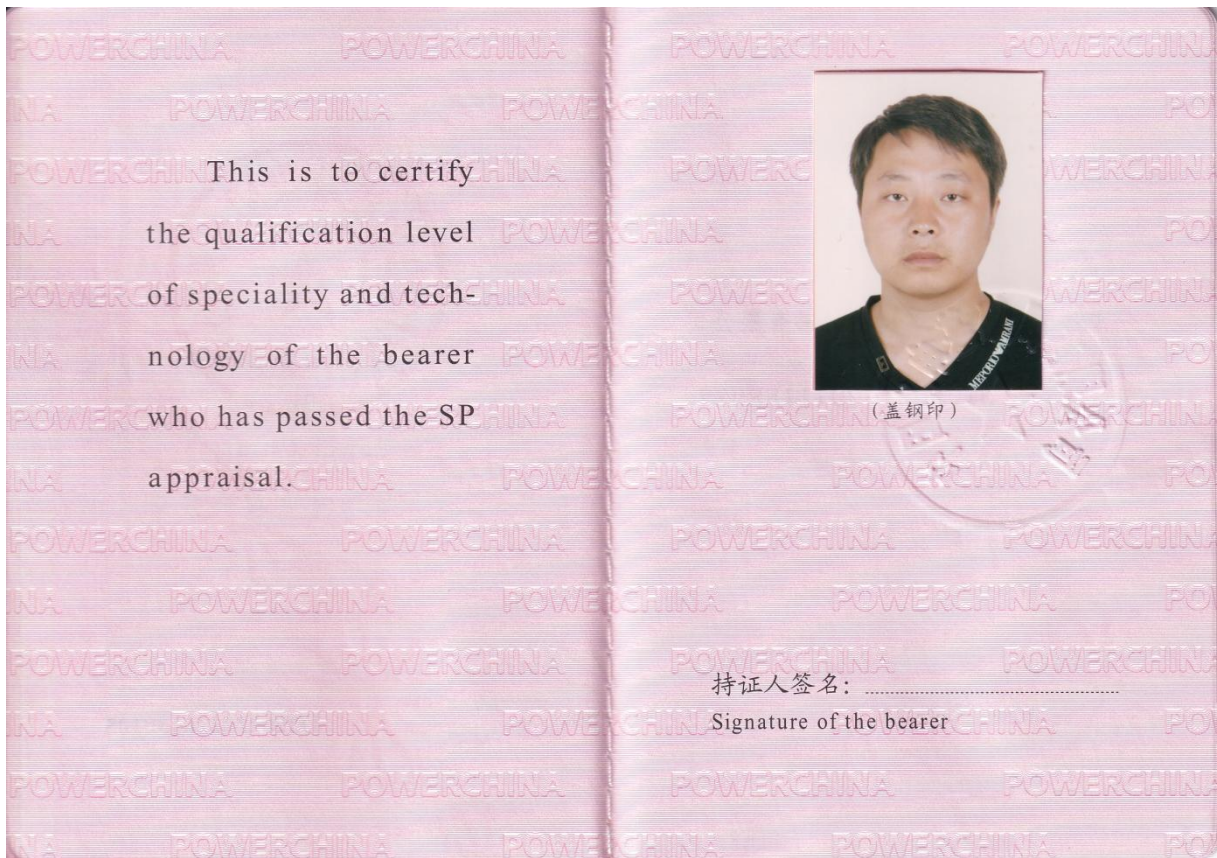 This is to certify
the qualification level
of speciality and tech-
nology of the bearer
who has passed the SP
appraisal.
POWERCHINA
(盖钢印)
持证人签名:
Signature of the bearer